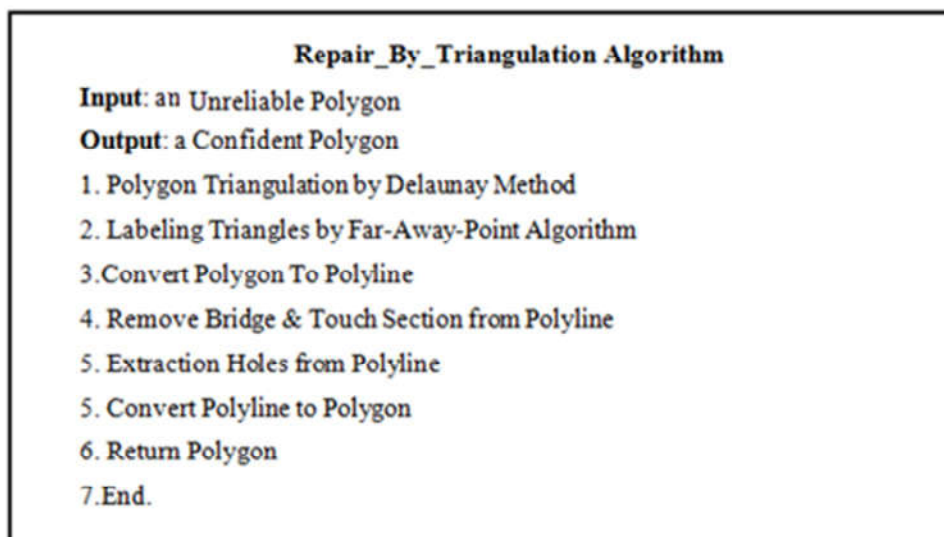 Repair_By_Triangulation Algorithm
Input: an Unreliable Polygon
Output: a Confident Polygon
1. Polygon Triangulation by Delaunay Method
2. Labeling Triangles by Far-Away-Point Algorithm
3.Convert Polygon To Polyline
4. Remove Bridge & Touch Section from Polyline
5. Extraction Holes from Polyline
5. Convert Polyline to Polygon
6. Return Polygon
7.End.